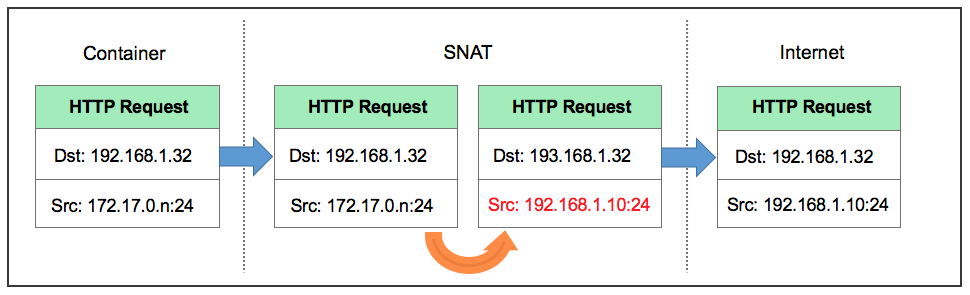 Container
SNAT
Internet
HTTP Request
Dst: 192.168.1.32
Src: 172.17.0.n:24
HTTP Request
Dst: 192.168.1.32
Src: 172.17.0.n:24
HTTP Request
Dst: 193.168.1.32
Src: 192.168.1.10:24
HTTP Request
Dst: 192.168.1.32
Src: 192.168.1.10:24